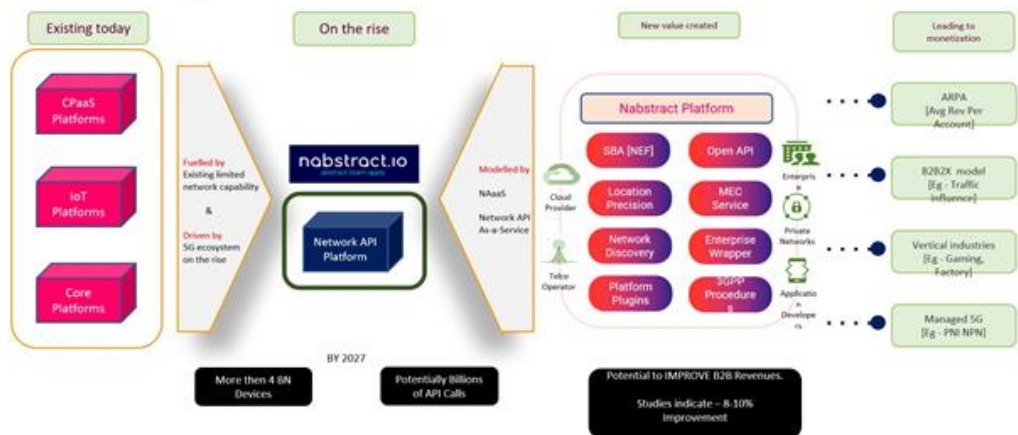 Existing today
On the rise
New value created
Leading to
monetization
CPaaS
Platforms
IoT
Platforms
Core
Platforms
Fuelled by
Existing limited
network capability
&
Driven by
5G ecosystem
on the rise
nabstract.io
abstract.learn.apply
Network API
Platform
Modelled by
NAaaS
Network API
As-a-Service
Cloud
Provider
Telco
Operator
Nabstract Platform
SBA [NEF]
Open API
Location
Precision
MEC
Service
Network
Discovery
Enterprise
Wrapper
Platform
Plugins
3GPP
Procedure
s
Enterpris
e
Private
Networks
Applicatio
n
Develope
rs
ARPA
[Avg Rev Per
Account]
B2B2X model
[Eg - Traffic
influence]
Vertical industries
[Eg - Gaming,
Factory]
Managed 5G
[Eg - PNI NPN]
BY 2027
More then 4 BN
Devices
Potentially Billions
of API Calls
Potential to IMPROVE B2B Revenues.
Studies indicate – 8-10%
Improvement